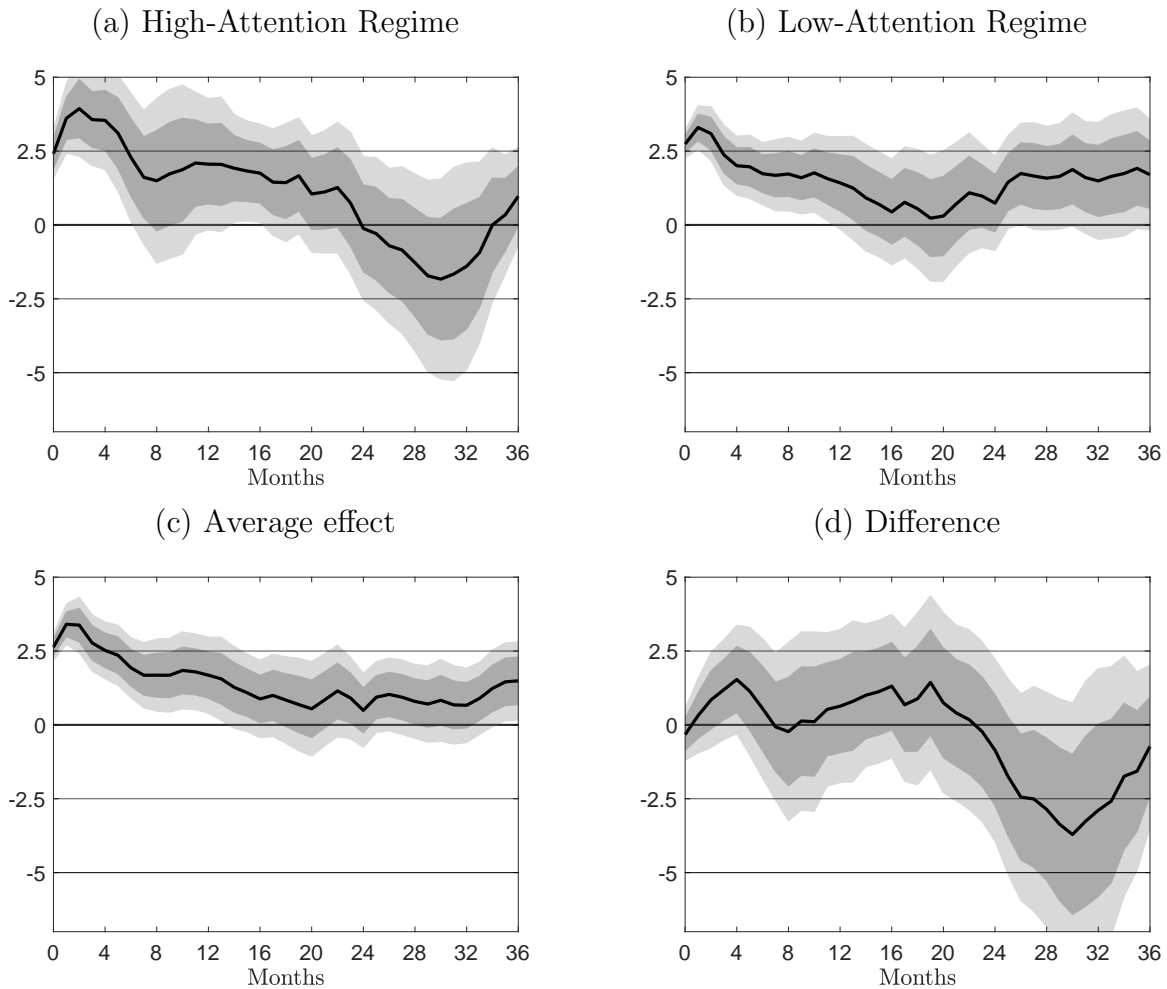 (a) High-Attention Regime
5
2.5
0
-2.5
-5
0 4 8 12 16 20 24 28 32 36
Months
(b) Low-Attention Regime
5
2.5
0
-2.5
-5
0 4 8 12 16 20 24 28 32 36
Months
(c) Average effect
5
2.5
0
-2.5
-5
0 4 8 12 16 20 24 28 32 36
Months
(d) Difference
5
2.5
0
-2.5
-5
0 4 8 12 16 20 24 28 32 36
Months